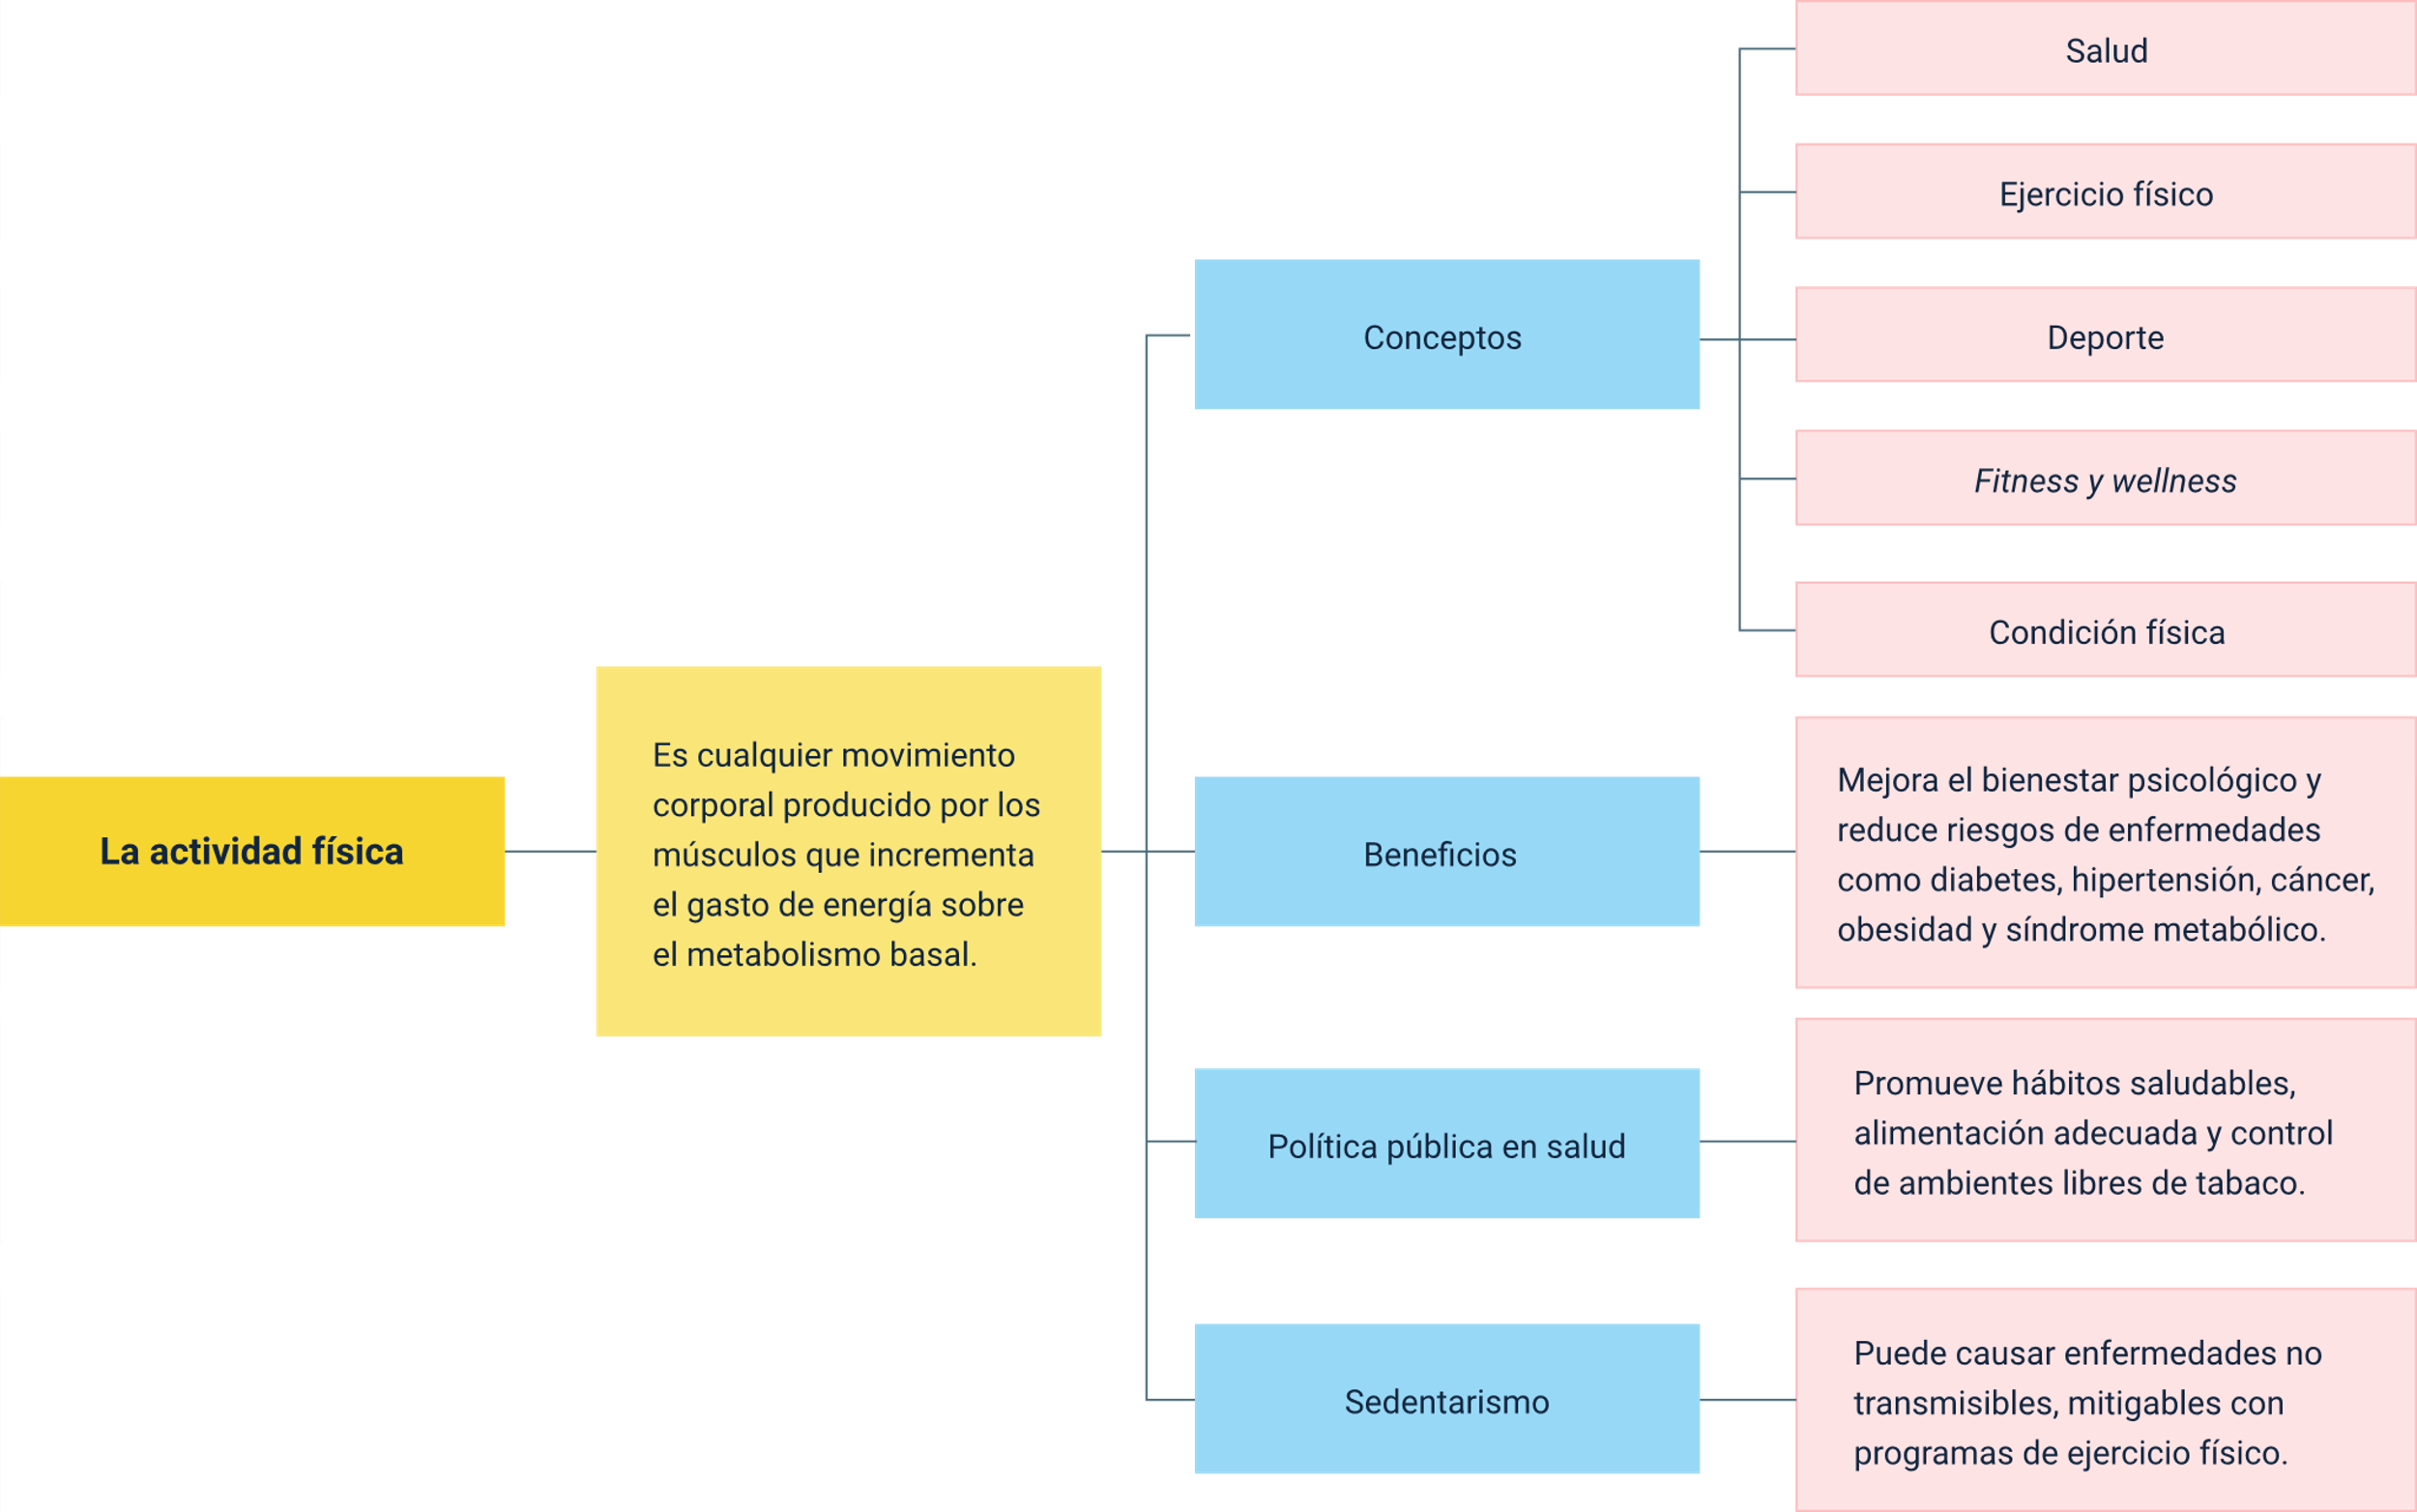 La actividad física
Es cualquier movimiento
corporal producido por los
músculos que incrementa
el gasto de energía sobre
el metabolismo basal.
Conceptos
Salud
Ejercicio físico
Deporte
Fitness y wellness
Condición física
Beneficios
Mejora el bienestar psicológico y
reduce riesgos de enfermedades
como diabetes, hipertensión, cáncer,
obesidad y síndrome metabólico.
Política pública en salud
Promueve hábitos saludables,
alimentación adecuada y control
de ambientes libres de tabaco.
Sedentarismo
Puede causar enfermedades no
transmisibles, mitigables con
programas de ejercicio físico.